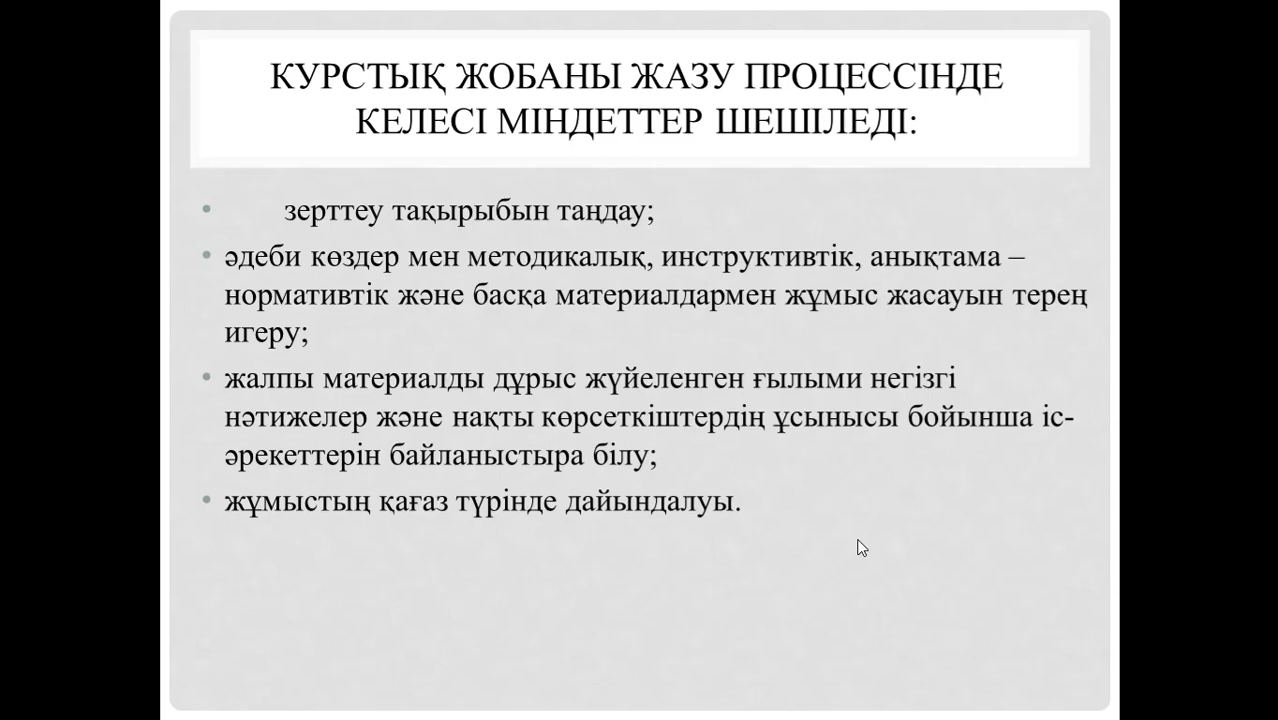 КУРСТЫҚ ЖОБАНЫ ЖАЗУ ПРОЦЕССІНДЕ
КЕЛЕСІ МІНДЕТТЕР ШЕШІЛЕДІ:
• зерттеу тақырыбын таңдау;
• әдеби көздер мен методикалық, инструктивтік, анықтама –
нормативтік және басқа материалдармен жұмыс жасауын терең
игеру;
• жалпы материалды дұрыс жүйеленген ғылыми негізгі
нәтижелер және нақты көрсеткіштердің ұсынысы бойынша іс-
әрекеттерін байланыстыра білу;
• жұмыстың қағаз түрінде дайындалуы.